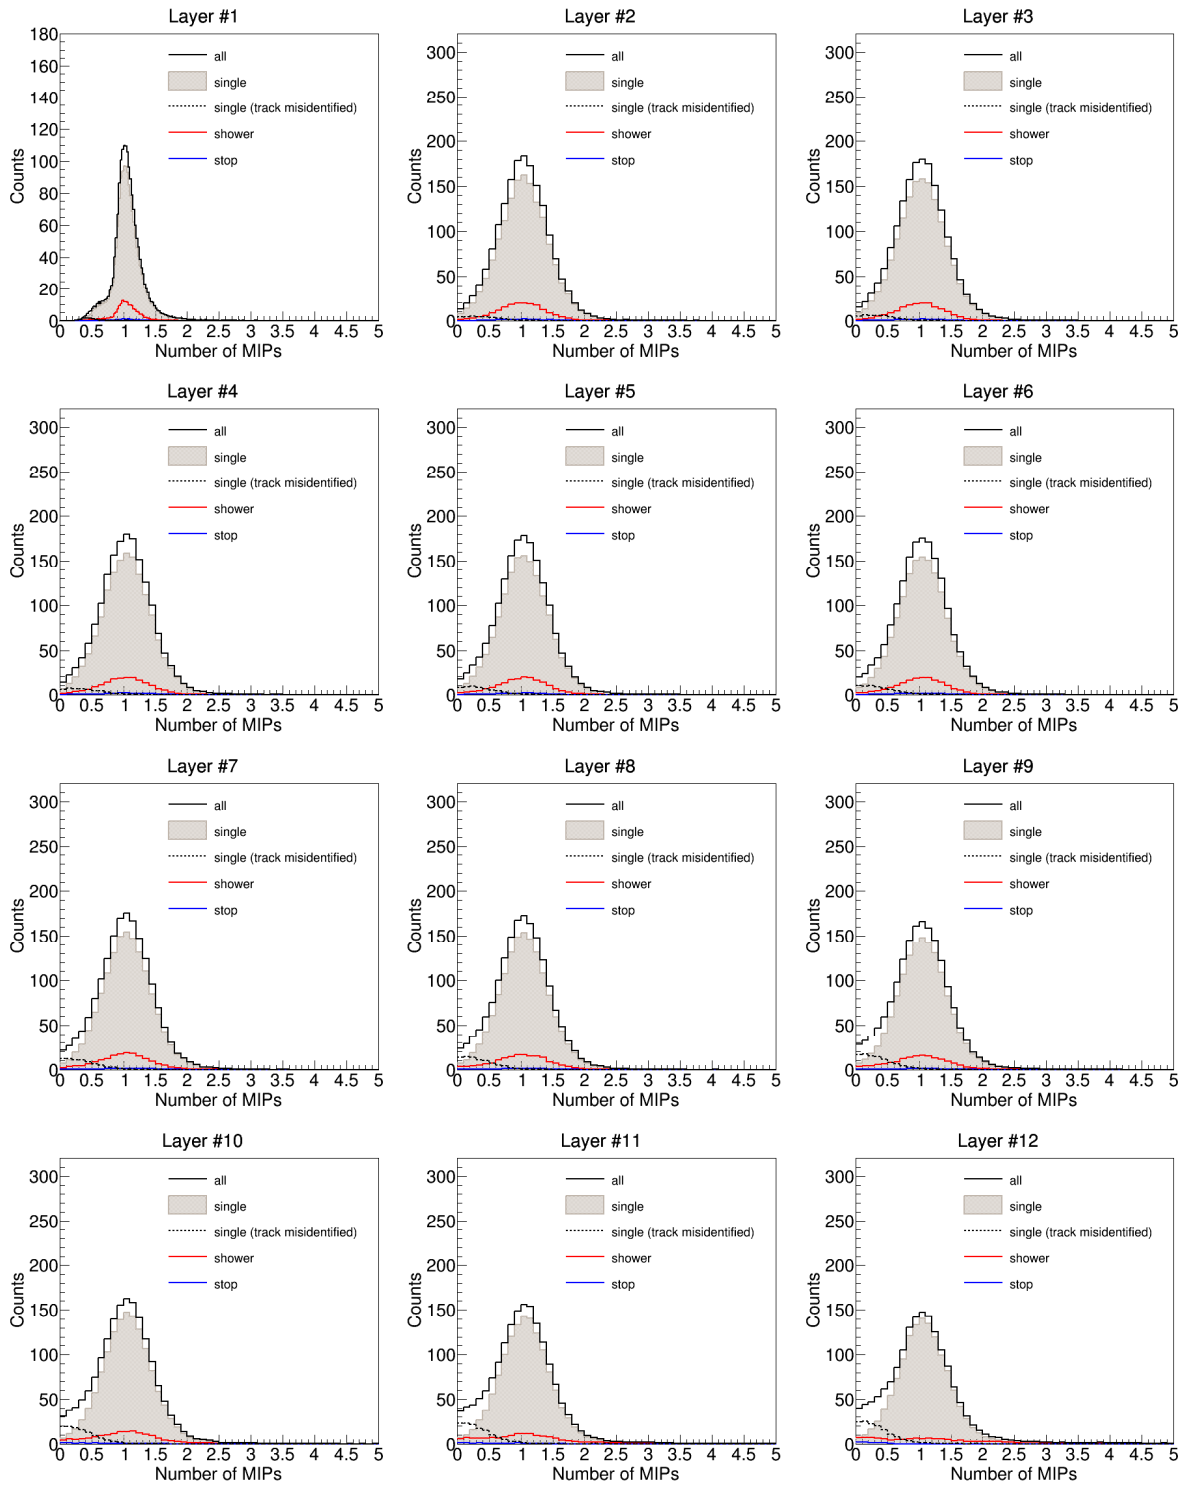 Layer #1
Counts
180
160
140
120
100
80
60
40
20
0
all
single
single (track misidentified)
shower
stop
0 0.5 1 1.5 2 2.5 3 3.5 4 4.5 5
Number of MIPs
Layer #2
Counts
300
250
200
150
100
50
0
all
single
single (track misidentified)
shower
stop
0 0.5 1 1.5 2 2.5 3 3.5 4 4.5 5
Number of MIPs
Layer #3
Counts
300
250
200
150
100
50
0
all
single
single (track misidentified)
shower
stop
0 0.5 1 1.5 2 2.5 3 3.5 4 4.5 5
Number of MIPs
Layer #4
Counts
300
250
200
150
100
50
0
all
single
single (track misidentified)
shower
stop
0 0.5 1 1.5 2 2.5 3 3.5 4 4.5 5
Number of MIPs
Layer #5
Counts
300
250
200
150
100
50
0
all
single
single (track misidentified)
shower
stop
0 0.5 1 1.5 2 2.5 3 3.5 4 4.5 5
Number of MIPs
Layer #6
Counts
300
250
200
150
100
50
0
all
single
single (track misidentified)
shower
stop
0 0.5 1 1.5 2 2.5 3 3.5 4 4.5 5
Number of MIPs
Layer #7
Counts
300
250
200
150
100
50
0
all
single
single (track misidentified)
shower
stop
0 0.5 1 1.5 2 2.5 3 3.5 4 4.5 5
Number of MIPs
Layer #8
Counts
300
250
200
150
100
50
0
all
single
single (track misidentified)
shower
stop
0 0.5 1 1.5 2 2.5 3 3.5 4 4.5 5
Number of MIPs
Layer #9
Counts
300
250
200
150
100
50
0
all
single
single (track misidentified)
shower
stop
0 0.5 1 1.5 2 2.5 3 3.5 4 4.5 5
Number of MIPs
Layer #10
Counts
300
250
200
150
100
50
0
all
single
single (track misidentified)
shower
stop
0 0.5 1 1.5 2 2.5 3 3.5 4 4.5 5
Number of MIPs
Layer #11
Counts
300
250
200
150
100
50
0
all
single
single (track misidentified)
shower
stop
0 0.5 1 1.5 2 2.5 3 3.5 4 4.5 5
Number of MIPs
Layer #12
Counts
300
250
200
150
100
50
0
all
single
single (track misidentified)
shower
stop
0 0.5 1 1.5 2 2.5 3 3.5 4 4.5 5
Number of MIPs